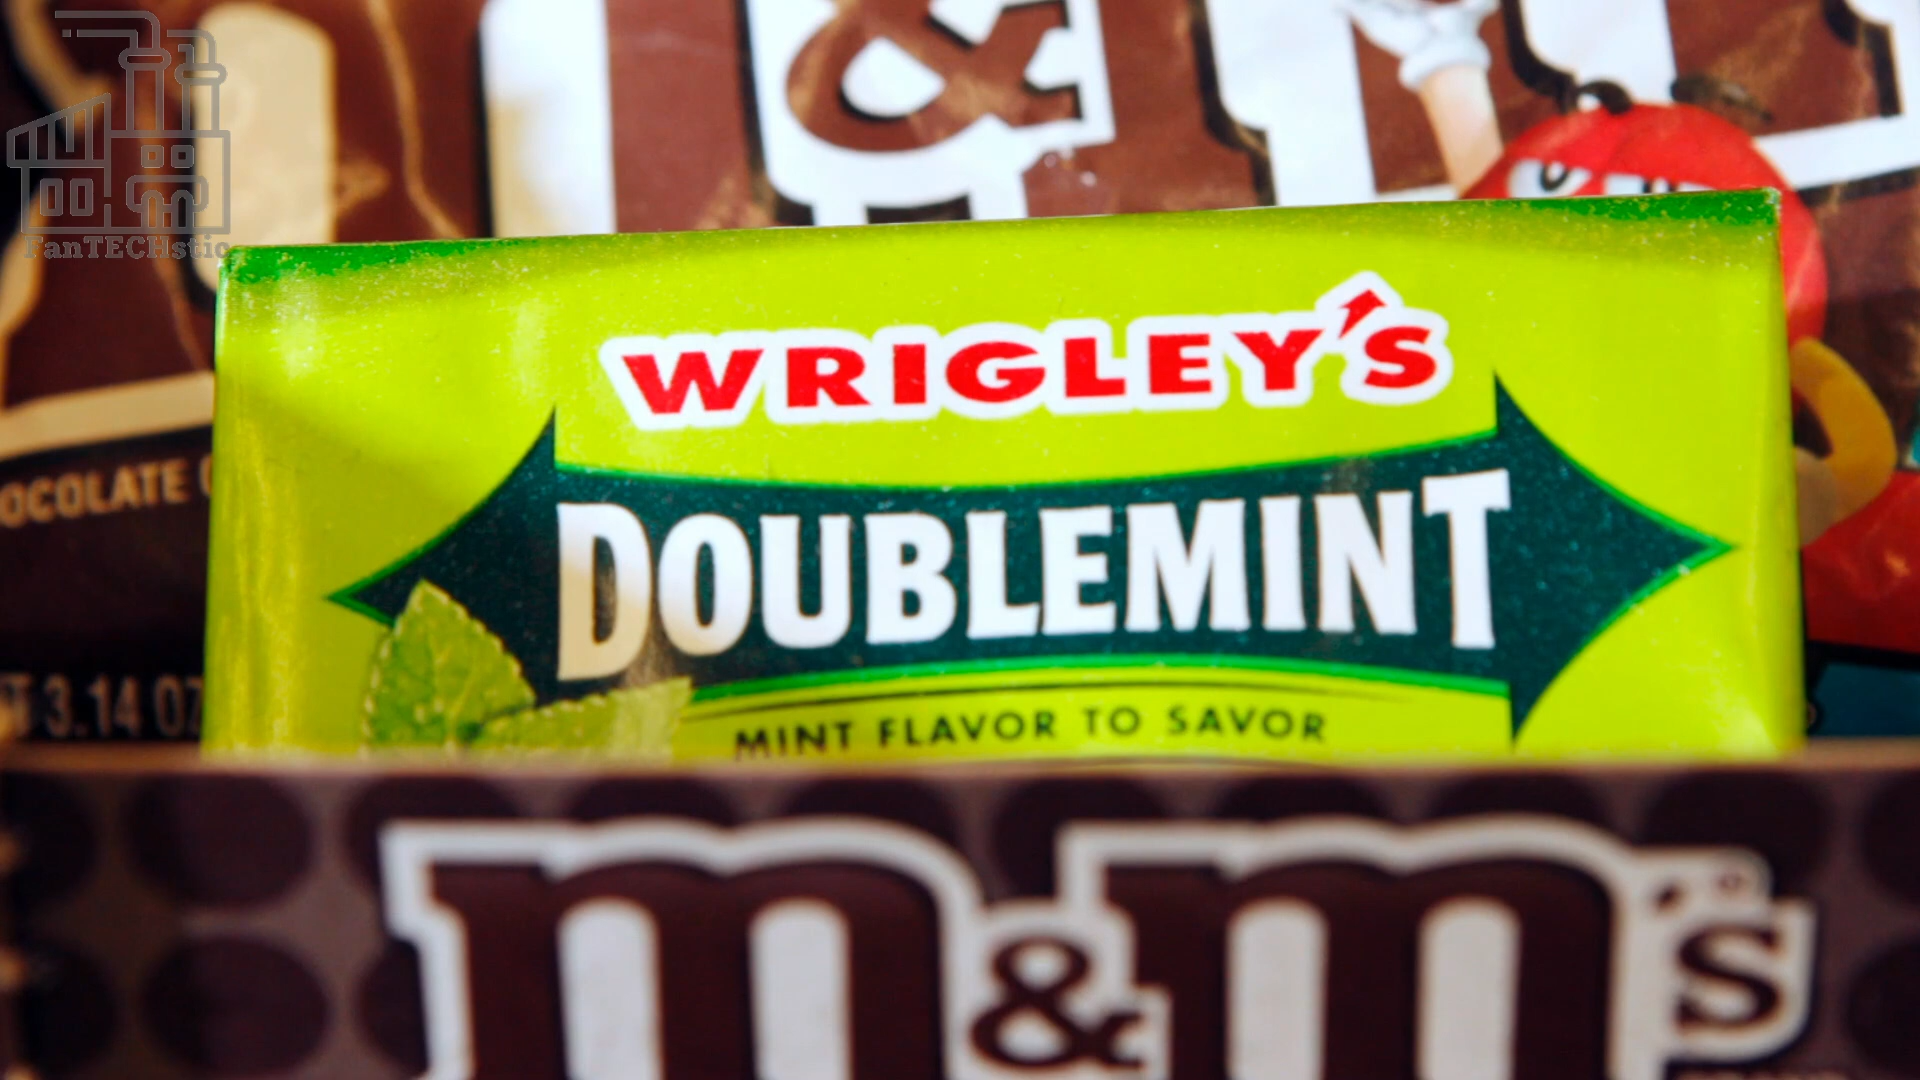 &
FanTECHstic
WRIGLEY'S
OCOLATE
DOUBLEMINT
3.14 OZ
MINT FLAVOR TO SAVOR
m&m's